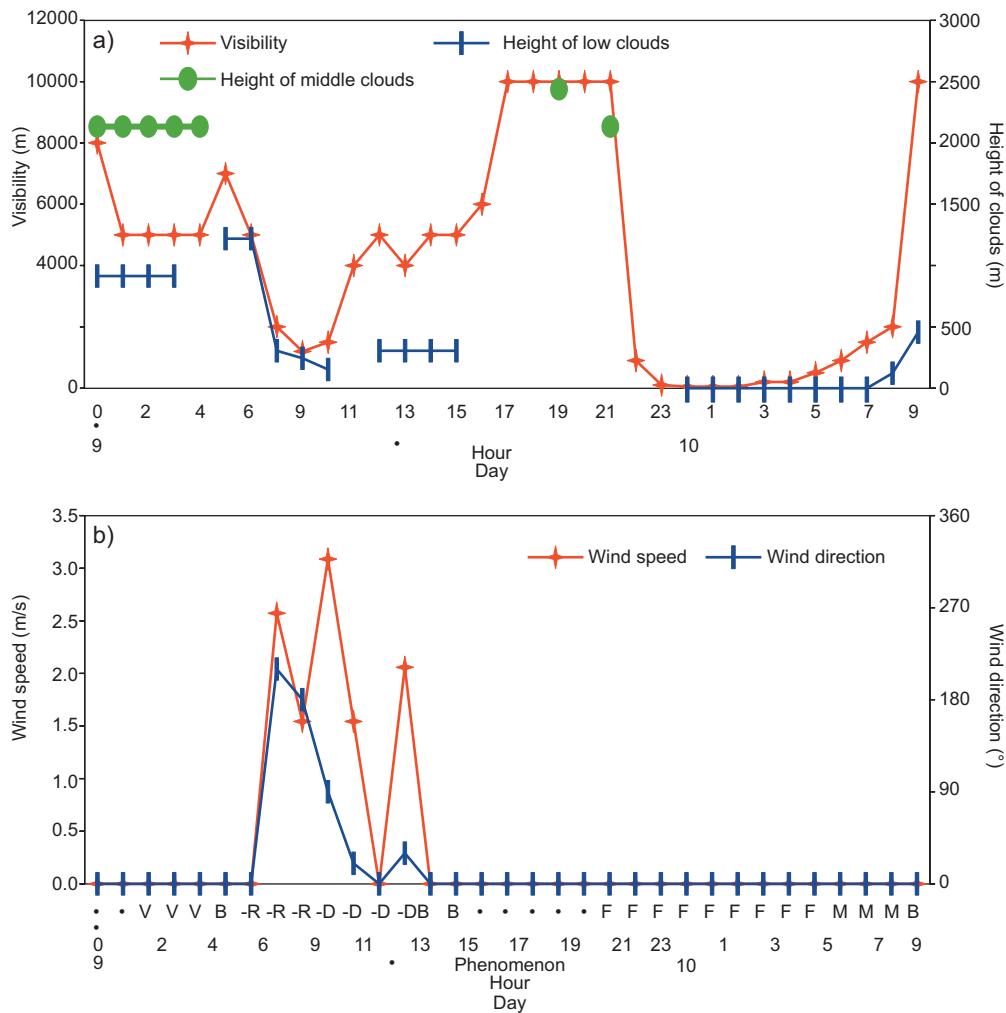 a)
Visibility
Height of low clouds
Height of middle clouds
12000
10000
8000
6000
4000
2000
0
Visibility (m)
3000
2500
2000
1500
1000
500
0
Height of clouds (m)
0 2 4 6 9 11 13 15 17 19 21 23 1 3 5 7 9
• •
9 10
Hour
Day
b)
Wind speed
Wind direction
3.5
3.0
2.5
2.0
1.5
1.0
0.5
0.0
Wind speed (m/s)
360
270
180
90
0
Wind direction (°)
• • V V V B -R -R -R -D -D -D -DB B • • • • • F F F F F F F F F M M M B
•
0 2 4 6 9 11 13 15 17 19 21 23 1 3 5 7 9
9 • Phenomenon 10
Hour
Day